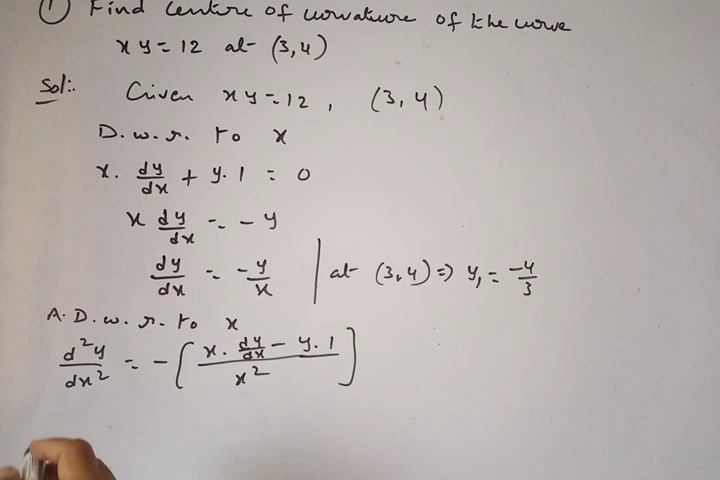 ① Find centre of curvature of the curve
xy = 12 at (3,4)
Sol:. Given xy = 12, (3,4)
D.w.r. to x
x. dy/dx + y.1 = 0
x dy/dx = - y
dy/dx = - y/x | at (3,4) => y₁ = -4/3
A.D.w.r. to x
d²y/dx² = - [ (x. dy/dx - y.1) / x² ]